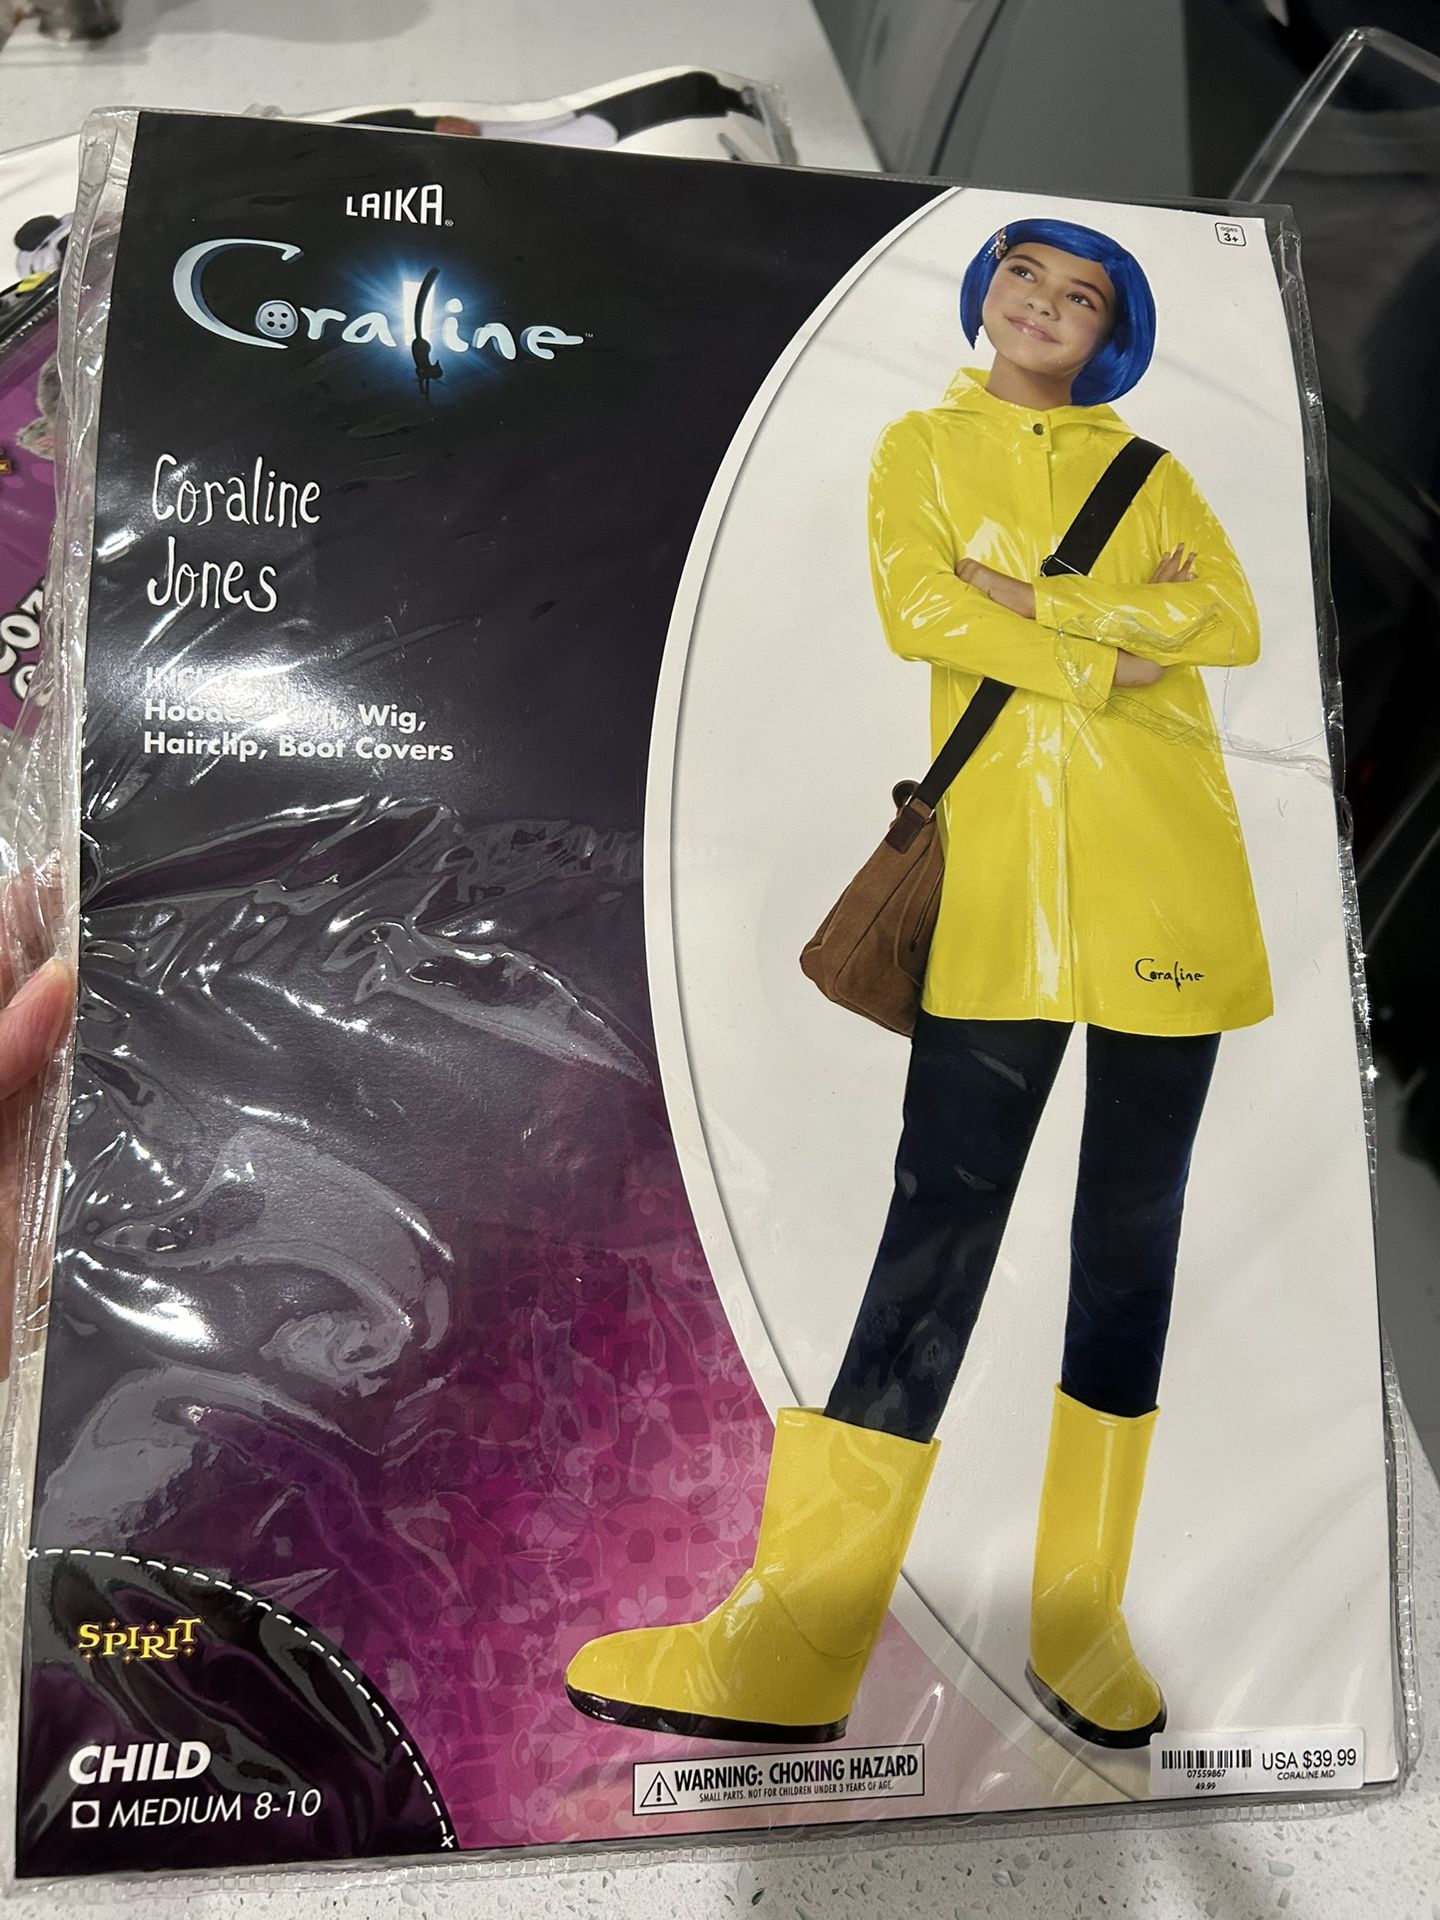 LAIKA®
ages
3+
Coraline™
Coraline
Jones
Wig,
Hairclip, Boot Covers
Coraline
SPIRIT
CHILD
MEDIUM 8-10
WARNING: CHOKING HAZARD
SMALL PARTS. NOT FOR CHILDREN UNDER 3 YEARS OF AGE.
USA $39.99
07559867
CORALINE MD
49.99